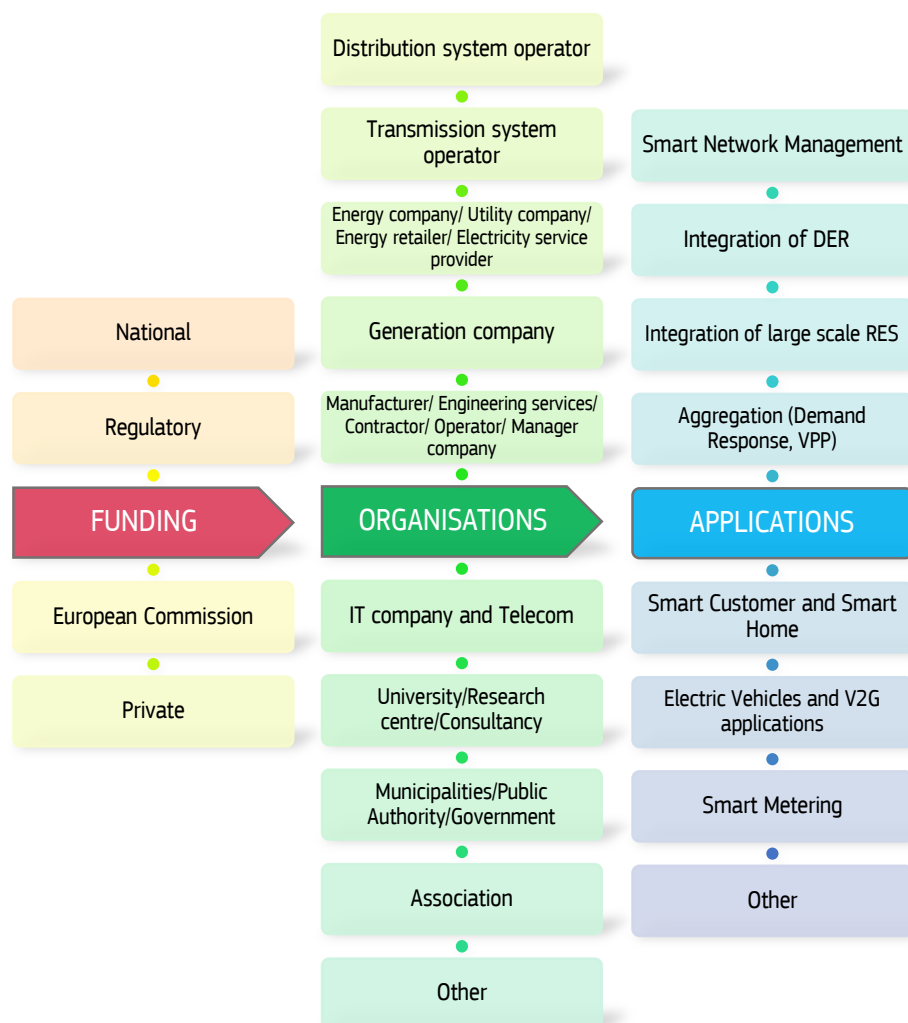 National
Regulatory
FUNDING
European Commission
Private
Distribution system operator
Transmission system
operator
Energy company/ Utility company/
Energy retailer/ Electricity service
provider
Generation company
Manufacturer/ Engineering services/
Contractor/ Operator/ Manager
company
ORGANISATIONS
IT company and Telecom
University/Research
centre/Consultancy
Municipalities/Public
Authority/Government
Association
Other
Smart Network Management
Integration of DER
Integration of large scale RES
Aggregation (Demand
Response, VPP)
APPLICATIONS
Smart Customer and Smart
Home
Electric Vehicles and V2G
applications
Smart Metering
Other